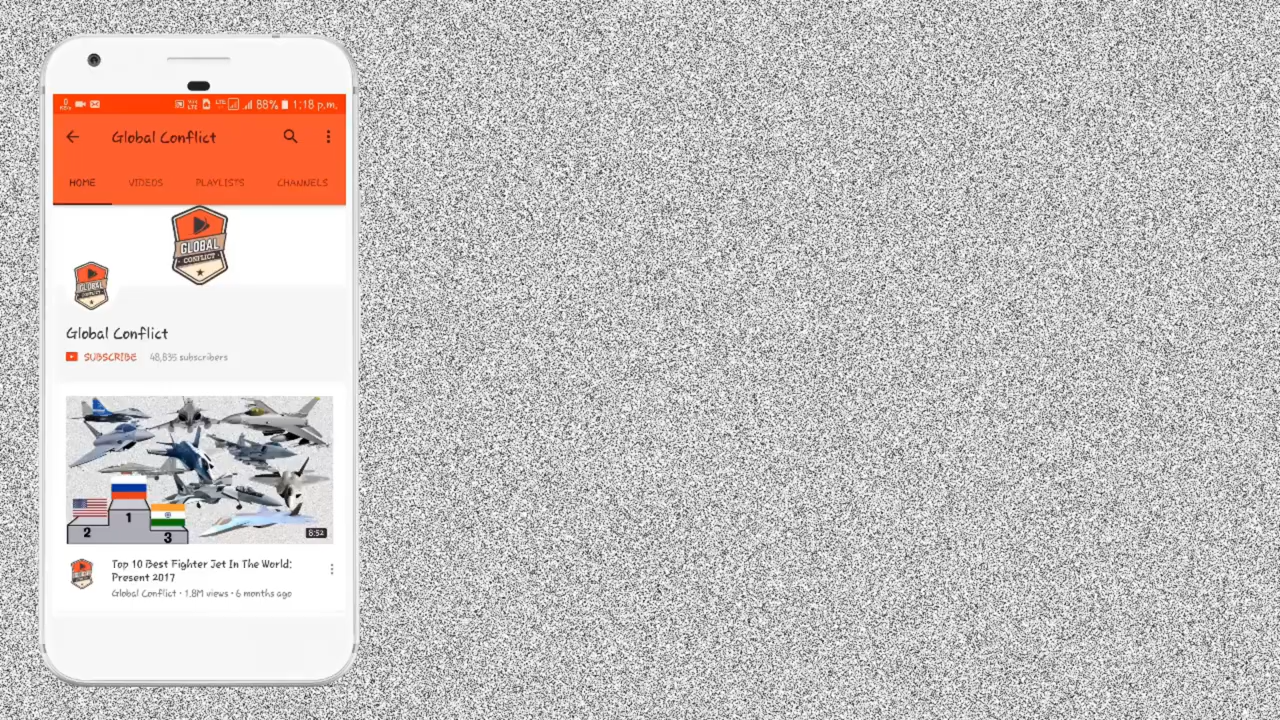 88% 1:18 p.m.
Global Conflict
HOME VIDEOS PLAYLISTS CHANNELS
GLOBAL
CONFLICT
GLOBAL
CONFLICT
Global Conflict
SUBSCRIBE 48,835 subscribers
1
2
3
8:52
Top 10 Best Fighter Jet In The World:
Present 2017
Global Conflict • 1.8M views • 6 months ago